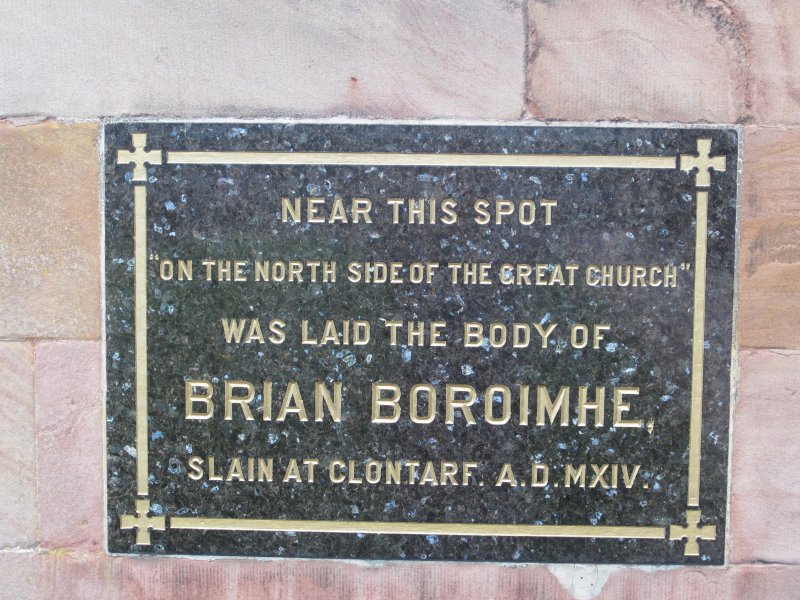 NEAR THIS SPOT
"ON THE NORTH SIDE OF THE GREAT CHURCH"
WAS LAID THE BODY OF
BRIAN BOROIMHE,
SLAIN AT CLONTARF. A.D. MXIV.